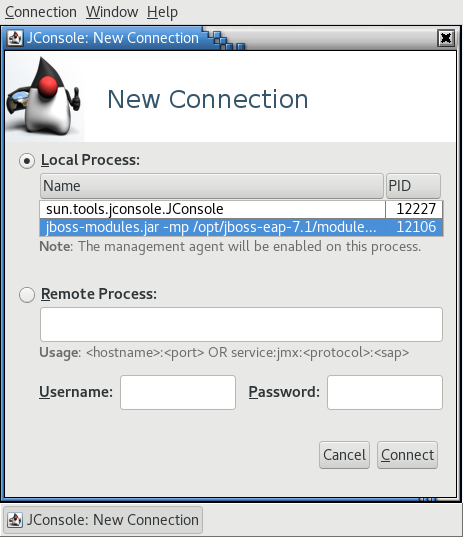 Connection Window Help
JConsole: New Connection
New Connection
Local Process:
Name PID
sun.tools.jconsole.JConsole 12227
jboss-modules.jar -mp /opt/jboss-eap-7.1/module... 12106
Note: The management agent will be enabled on this process.
Remote Process:
Usage: <hostname>:<port> OR service:jmx:<protocol>:<sap>
Username: Password:
Cancel Connect
JConsole: New Connection